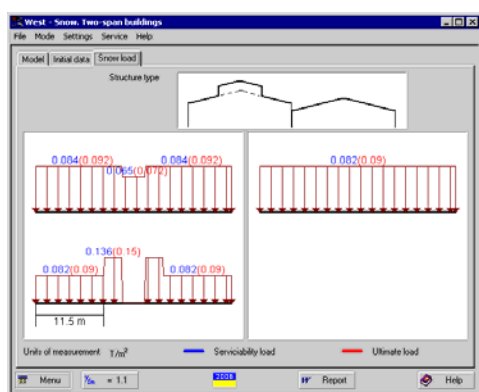 West - Snow. Two-span buildings
File Mode Settings Service Help
Model Initial data Snow load
Structure type
0.084(0.092) 0.084(0.092)
0.065(0.072)
0.082(0.09)
0.136(0.15)
0.082(0.09) 0.082(0.09)
11.5 m
Units of measurement T/m² Serviciability load Ultimate load
Menu = 1.1 Report Help